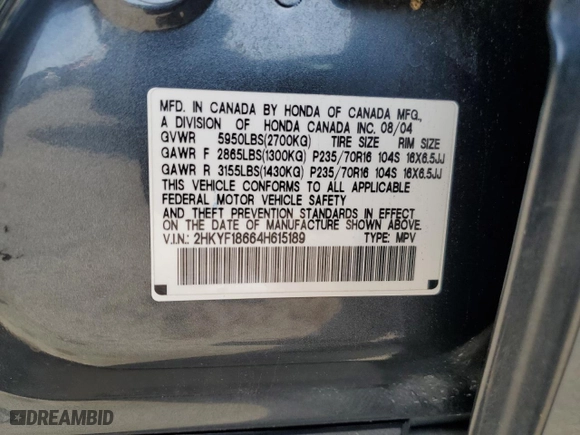 MFD. IN CANADA BY HONDA OF CANADA MFG.,
A DIVISION OF HONDA CANADA INC. 08/04
GVWR 5950LBS(2700KG) TIRE SIZE RIM SIZE
GAWR F 2865LBS(1300KG) P235/70R16 104S 16X6.5JJ
GAWR R 3155LBS(1430KG) P235/70R16 104S 16X6.5JJ
THIS VEHICLE CONFORMS TO ALL APPLICABLE
FEDERAL MOTOR VEHICLE SAFETY
AND THEFT PREVENTION STANDARDS IN EFFECT
ON THE DATE OF MANUFACTURE SHOWN ABOVE.
V.I.N.: 2HKYF18664H615189 TYPE: MPV
DREAMBID